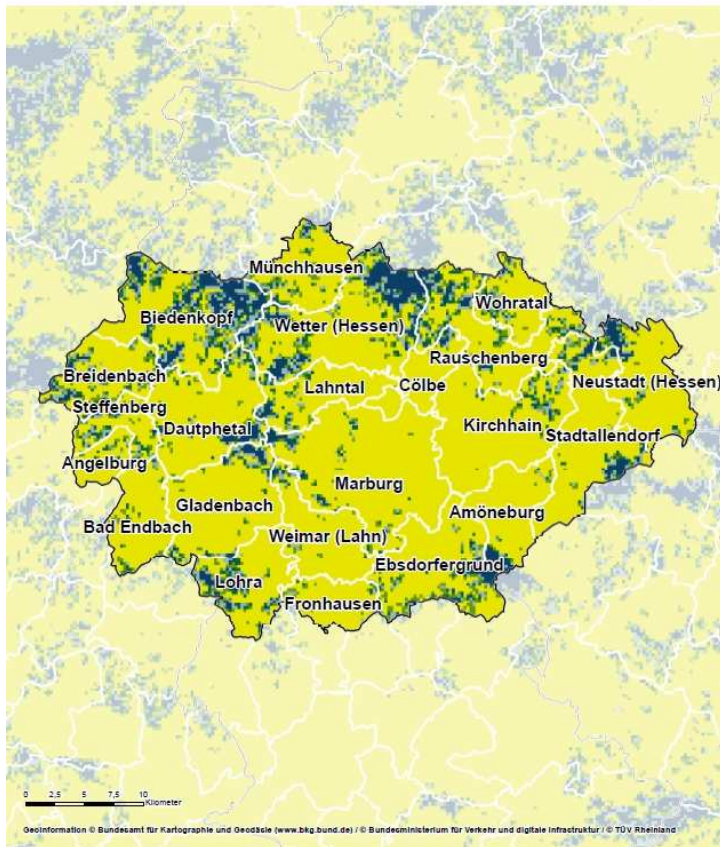 Münchhausen
Wohratal
Biedenkopf
Wetter (Hessen)
Rauschenberg
Breidenbach
Lahntal
Cölbe
Neustadt (Hessen)
Steffenberg
Dautphetal
Kirchhain
Stadtallendorf
Angelburg
Marburg
Gladenbach
Amöneburg
Bad Endbach
Weimar (Lahn)
Ebsdorfergrund
Lohra
Fronhausen
0 2,5 5 7,5 10
Kilometer
Geoinformation © Bundesamt für Kartographie und Geodäsie (www.bkg.bund.de) / © Bundesministerium für Verkehr und digitale Infrastruktur / © TÜV Rheinland